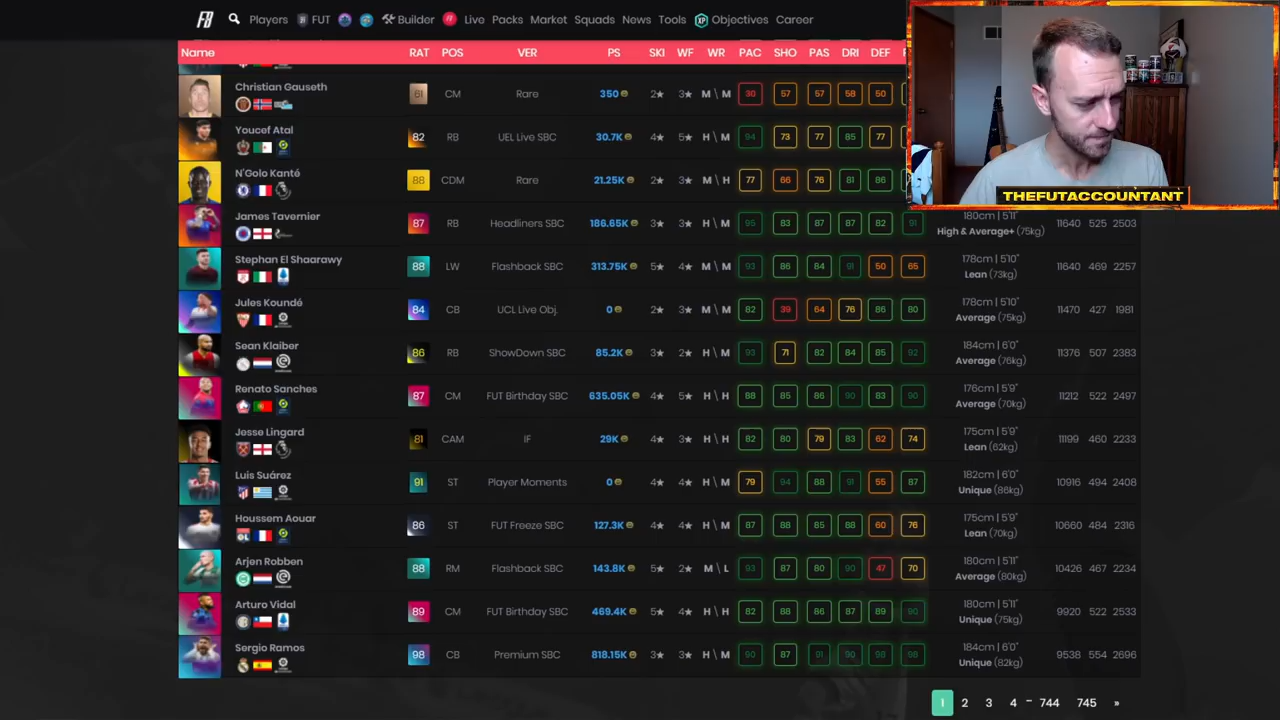 FB Players FUT Builder Live Packs Market Squads News Tools XP Objectives Career
Name RAT POS VER PS SKI WF WR PAC SHO PAS DRI DEF
Christian Gauseth 61 CM Rare 350 2★ 3★ M \ M 30 57 57 58 50
Youcef Atal 82 RB UEL Live SBC 30.7K 4★ 5★ H \ M 94 73 77 85 77
N'Golo Kanté 88 CDM Rare 21.25K 2★ 3★ M \ H 77 66 76 81 86
THEFUTACCOUNTANT
James Tavernier 87 RB Headliners SBC 186.65K 3★ 3★ H \ M 95 83 87 87 82 91 180cm | 5'11" 11640 525 2503
High & Average+ (75kg)
Stephan El Shaarawy 88 LW Flashback SBC 313.75K 5★ 4★ M \ M 93 86 84 91 50 65 178cm | 5'10" 11640 469 2257
Lean (73kg)
Jules Koundé 84 CB UCL Live Obj. 0 2★ 3★ M \ M 82 39 64 76 86 80 178cm | 5'10" 11470 427 1981
Average (75kg)
Sean Klaiber 86 RB ShowDown SBC 85.2K 3★ 2★ H \ M 93 71 82 84 85 92 184cm | 6'0" 11376 507 2383
Average (76kg)
Renato Sanches 87 CM FUT Birthday SBC 635.05K 4★ 5★ H \ H 88 85 86 90 83 90 176cm | 5'9" 11212 522 2497
Average (70kg)
Jesse Lingard 81 CAM IF 29K 4★ 3★ H \ H 82 80 79 83 62 74 175cm | 5'9" 11199 460 2233
Lean (62kg)
Luis Suárez 91 ST Player Moments 0 4★ 4★ H \ M 79 94 88 91 55 87 182cm | 6'0" 10916 494 2408
Unique (86kg)
Houssem Aouar 86 ST FUT Freeze SBC 127.3K 4★ 4★ H \ M 87 88 85 88 60 76 175cm | 5'9" 10660 484 2316
Lean (70kg)
Arjen Robben 88 RM Flashback SBC 143.8K 4★ 2★ M \ L 93 87 80 90 47 70 180cm | 5'11" 10426 467 2234
Average (80kg)
Arturo Vidal 89 CM FUT Birthday SBC 469.4K 5★ 4★ H \ H 82 88 86 87 89 90 180cm | 5'11" 9920 522 2533
Unique (75kg)
Sergio Ramos 98 CB Premium SBC 818.15K 3★ 3★ H \ M 90 87 91 90 98 98 184cm | 6'0" 9538 554 2696
Unique (82kg)
1 2 3 4 – 744 745 »